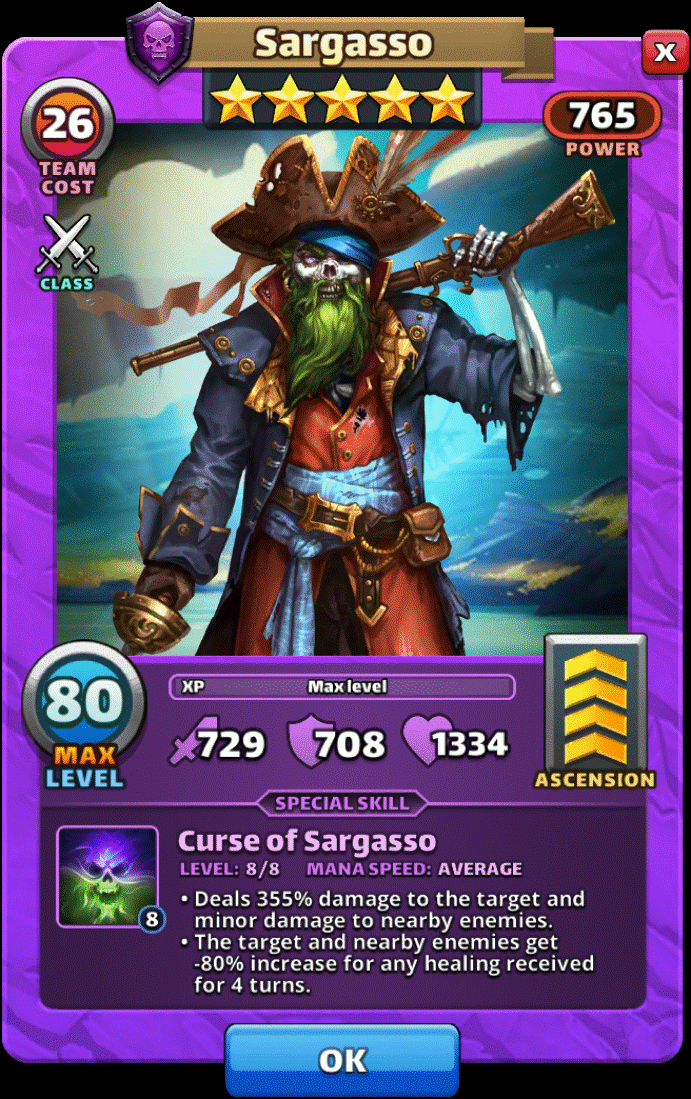 Sargasso
X
26
TEAM
COST
765
POWER
CLASS
80
MAX
LEVEL
XP Max level
729 708 1334
ASCENSION
SPECIAL SKILL
Curse of Sargasso
LEVEL: 8/8 MANA SPEED: AVERAGE
8
• Deals 355% damage to the target and
minor damage to nearby enemies.
• The target and nearby enemies get
-80% increase for any healing received
for 4 turns.
OK